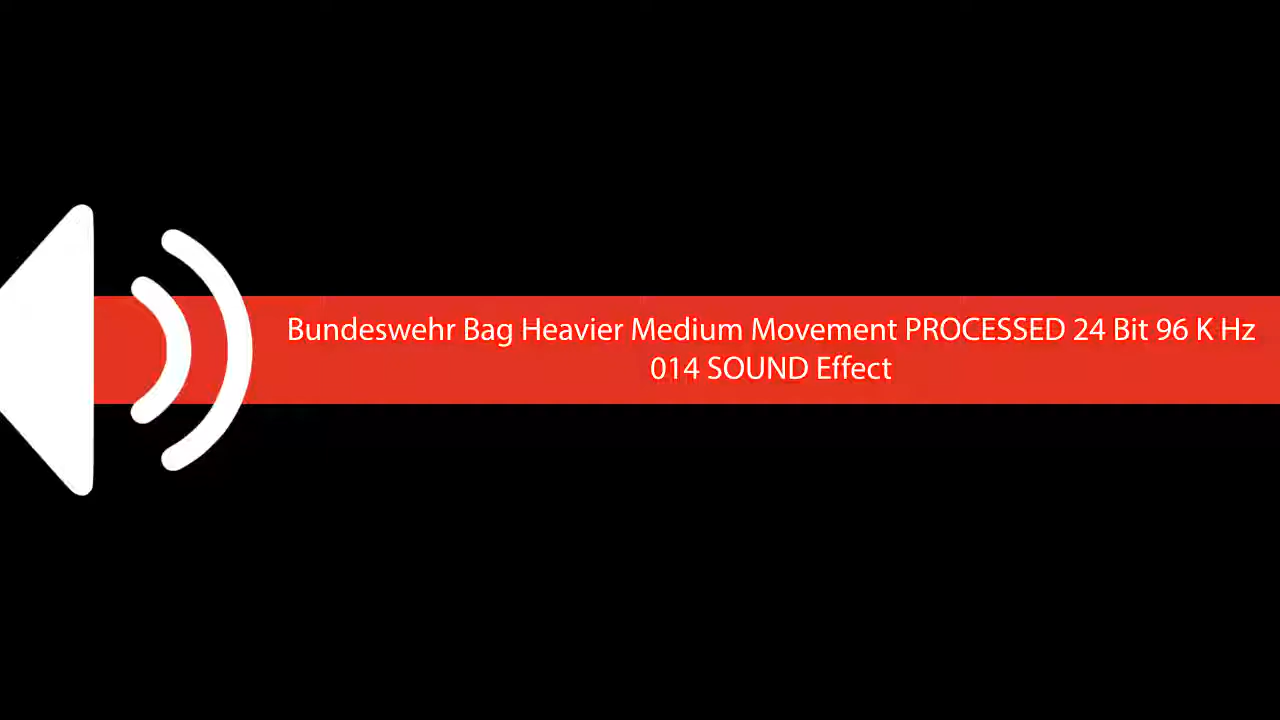 Bundeswehr Bag Heavier Medium Movement PROCESSED 24 Bit 96 K Hz
014 SOUND Effect